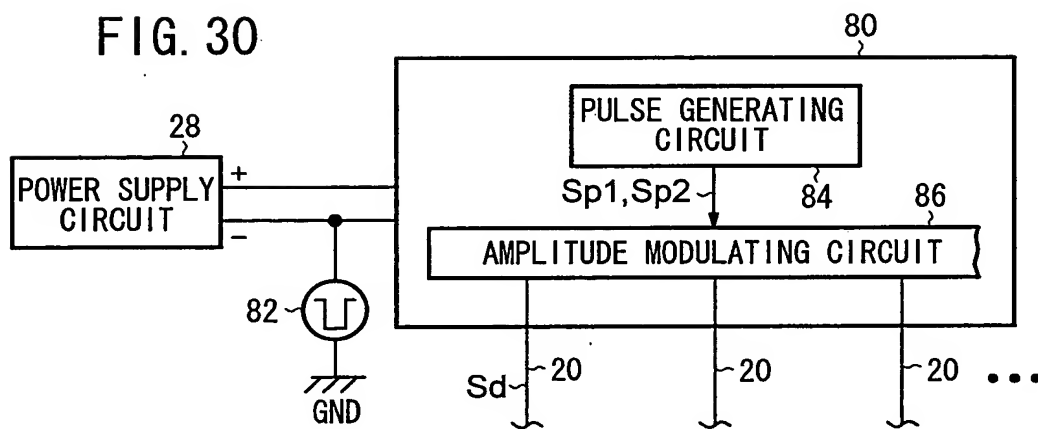 FIG. 30
80
PULSE GENERATING
CIRCUIT
28
POWER SUPPLY
CIRCUIT
+
−
Sp1, Sp2
84
86
AMPLITUDE MODULATING CIRCUIT
82
GND
Sd
20
20
20
...